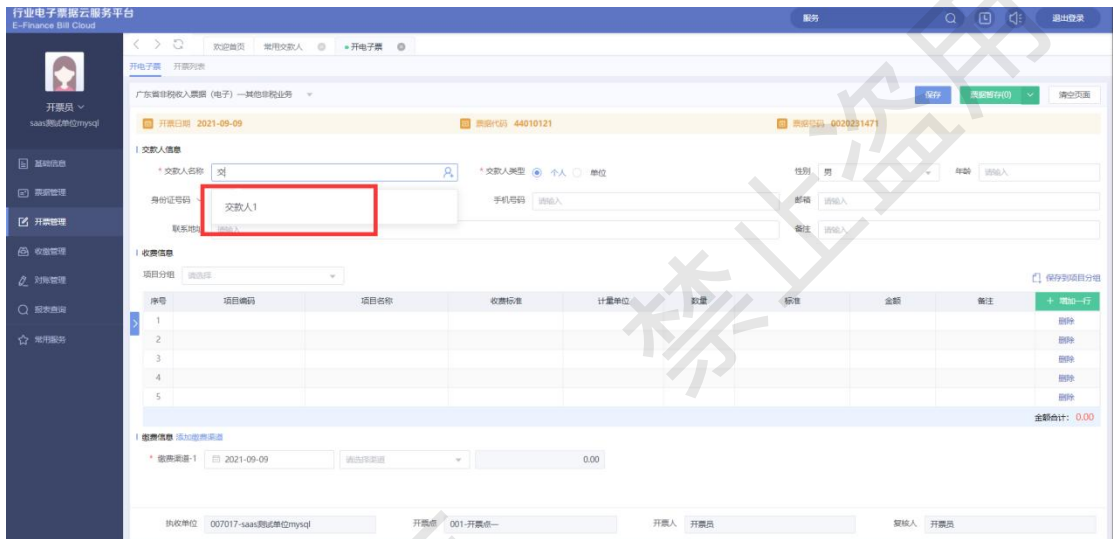 行业电子票据云服务平台
E-Finance Bill Cloud
服务
退出登录
欢迎首页 常用交款人 开电子票
开电子票 开票列表
开票员
saas测试单位mysql
基础信息
票据管理
开票管理
收缴管理
对账管理
报表查询
常用服务
广东省非税收入票据（电子）—其他非税业务
保存 票据暂存(0) 清空页面
开票日期 2021-09-09 票据代码 44010121 票据号码 0020231471
交款人信息
* 交款人名称 交 * 交款人类型 个人 单位 性别 男 年龄 请输入
身份证号码 手机号码 请输入 邮箱 请输入
交款人1
联系地址 请输入 备注 请输入
收费信息
项目分组 请选择 保存到项目分组
序号 项目编码 项目名称 收费标准 计量单位 数量 标准 金额 备注 + 增加一行
1 删除
2 删除
3 删除
4 删除
5 删除
金额合计：0.00
缴费信息 添加缴费渠道
* 缴费渠道-1 2021-09-09 请选择渠道 0.00
执收单位 007017-saas测试单位mysql 开票点 001-开票点一 开票人 开票员 复核人 开票员
禁止盗用